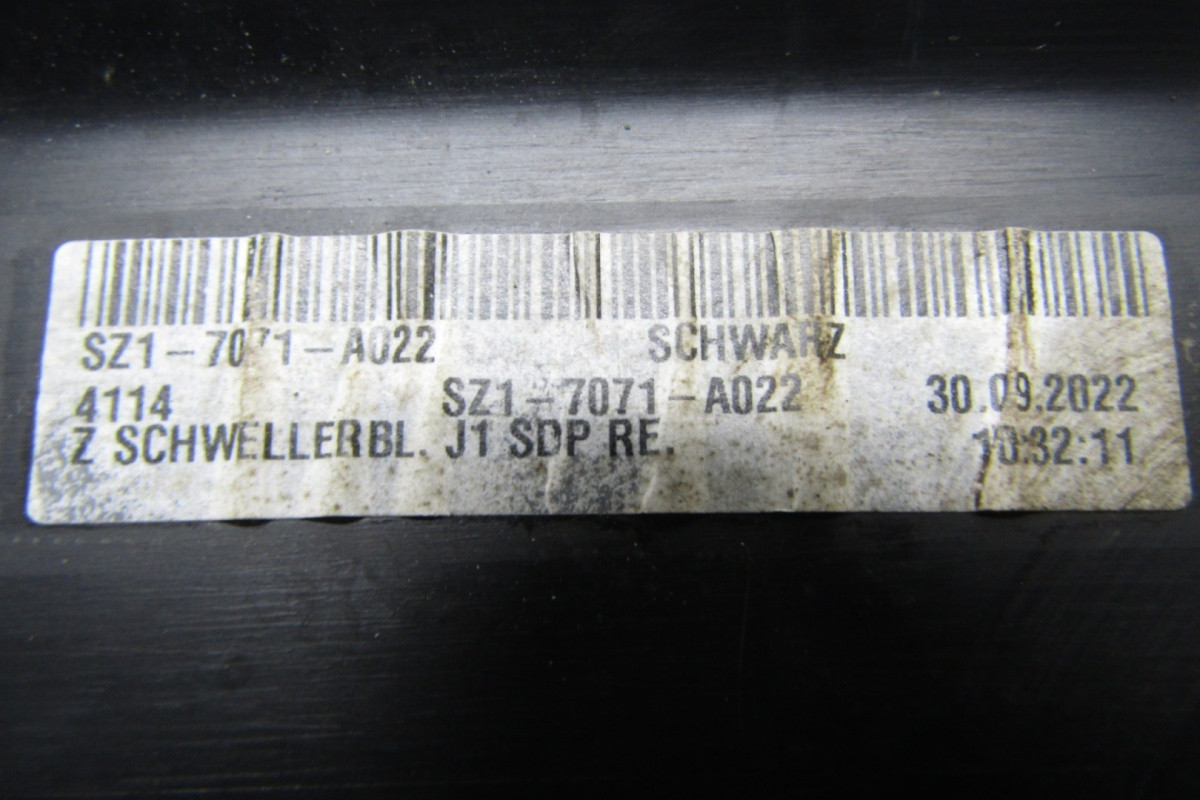 SZ1-7071-A022 SCHWARZ
4114 SZ1-7071-A022 30.09.2022
Z SCHWELLERBL. J1 SDP RE. 10:32:11